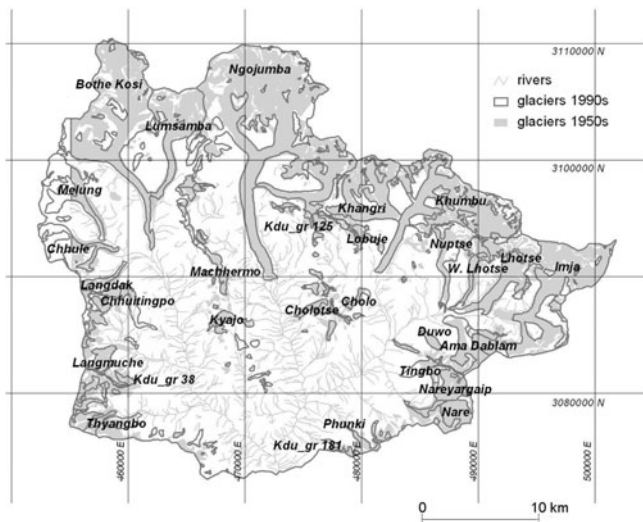 3110000 N
Ngojumba
Bothe Kosi
rivers
glaciers 1990s
glaciers 1950s
Lumsamba
3100000 N
Melung
Khangri
Khumbu
Kdu_gr 125
Lobuje
Nuptse
Chhule
Lhotse
W. Lhotse
Imja
Machhermo
Langdak
Chhuitingpo
Cholotse
Cholo
Kyajo
Duwo
Ama Dablam
Langmuche
Tingbo
Kdu_gr 38
Nareyargaip
3080000 N
Nare
Thyangbo
Phunki
Kdu_gr 181
460000 E
470000 E
480000 E
490000 E
500000 E
0 10 km